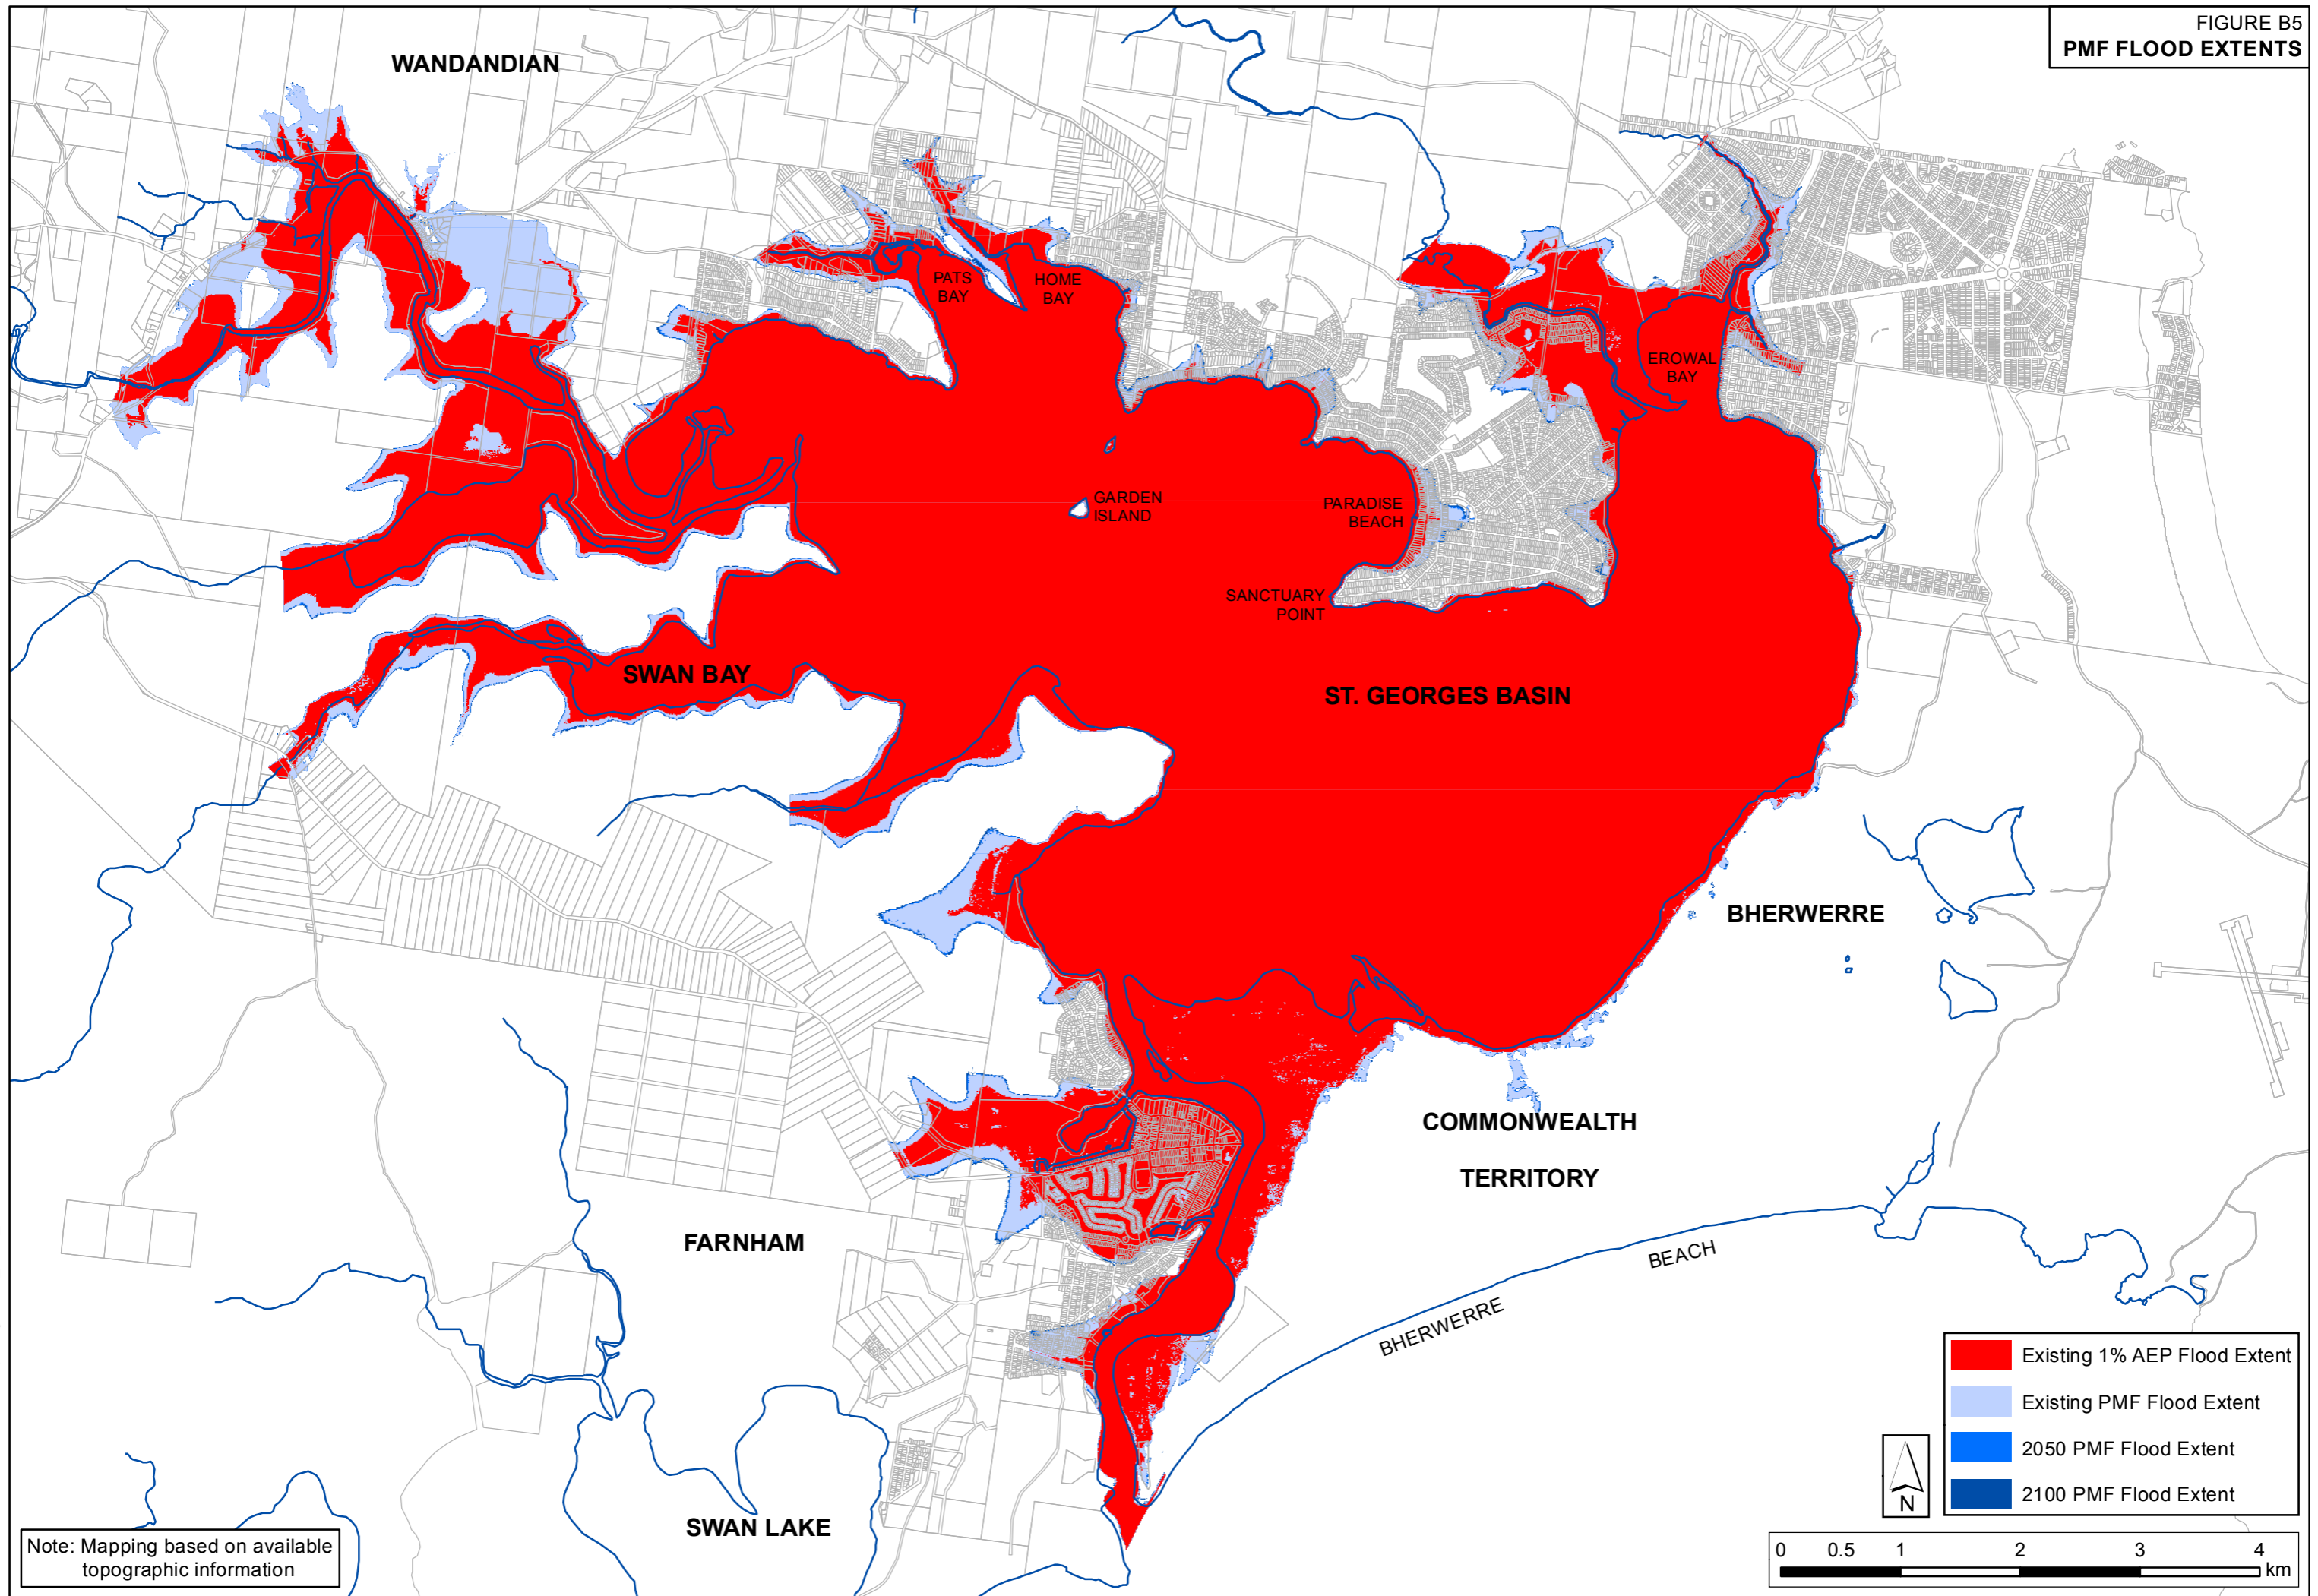 FIGURE B5
PMF FLOOD EXTENTS
WANDANDIAN
PATS
BAY
HOME
BAY
EROWAL
BAY
GARDEN
ISLAND
PARADISE
BEACH
SANCTUARY
POINT
SWAN BAY
ST. GEORGES BASIN
BHERWERRE
COMMONWEALTH
TERRITORY
FARNHAM
BHERWERRE BEACH
SWAN LAKE
Existing 1% AEP Flood Extent
Existing PMF Flood Extent
2050 PMF Flood Extent
2100 PMF Flood Extent
N
Note: Mapping based on available
topographic information
0 0.5 1 2 3 4
km